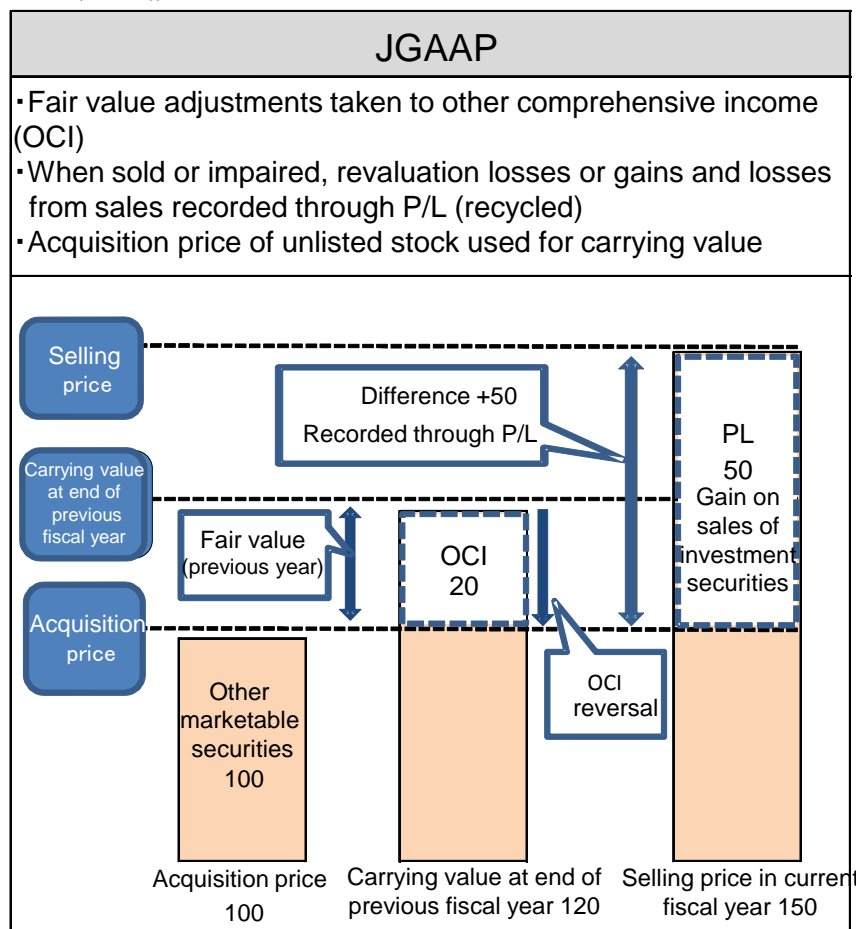 JGAAP
・Fair value adjustments taken to other comprehensive income
(OCI)
・When sold or impaired, revaluation losses or gains and losses
from sales recorded through P/L (recycled)
・Acquisition price of unlisted stock used for carrying value
Selling
price
Difference +50
Recorded through P/L
PL
50
Gain on
sales of
investment
securities
Carrying value
at end of
previous
fiscal year
Fair value
(previous year)
OCI
20
Acquisition
price
OCI
reversal
Other
marketable
securities
100
Acquisition price
100
Carrying value at end of
previous fiscal year 120
Selling price in current
fiscal year 150